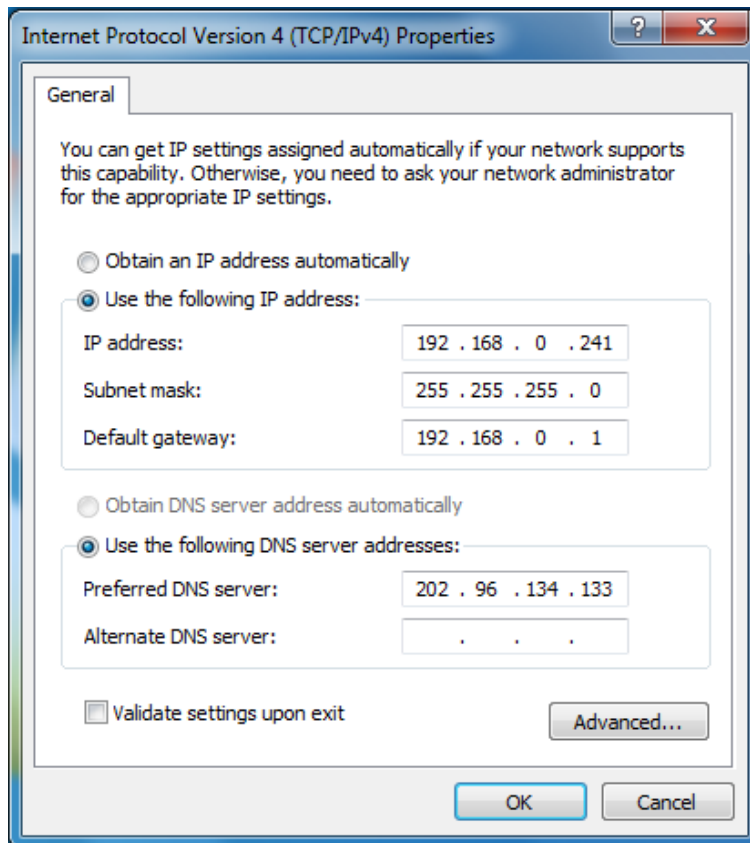 Internet Protocol Version 4 (TCP/IPv4) Properties
General
You can get IP settings assigned automatically if your network supports
this capability. Otherwise, you need to ask your network administrator
for the appropriate IP settings.
Obtain an IP address automatically
Use the following IP address:
IP address: 192 . 168 . 0 . 241
Subnet mask: 255 . 255 . 255 . 0
Default gateway: 192 . 168 . 0 . 1
Obtain DNS server address automatically
Use the following DNS server addresses:
Preferred DNS server: 202 . 96 . 134 . 133
Alternate DNS server: . . .
Validate settings upon exit
Advanced...
OK Cancel